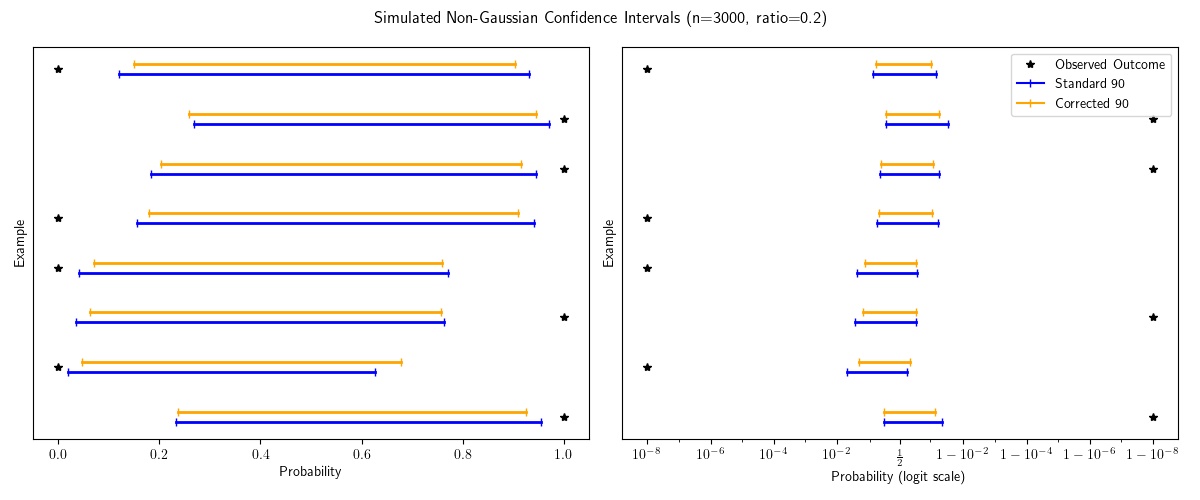 Simulated Non-Gaussian Confidence Intervals (n=3000, ratio=0.2)
Example
0.0 0.2 0.4 0.6 0.8 1.0
Probability
Example
Observed Outcome
Standard 90
Corrected 90
10⁻⁸ 10⁻⁶ 10⁻⁴ 10⁻² 1/2 1 − 10⁻² 1 − 10⁻⁴ 1 − 10⁻⁶ 1 − 10⁻⁸
Probability (logit scale)